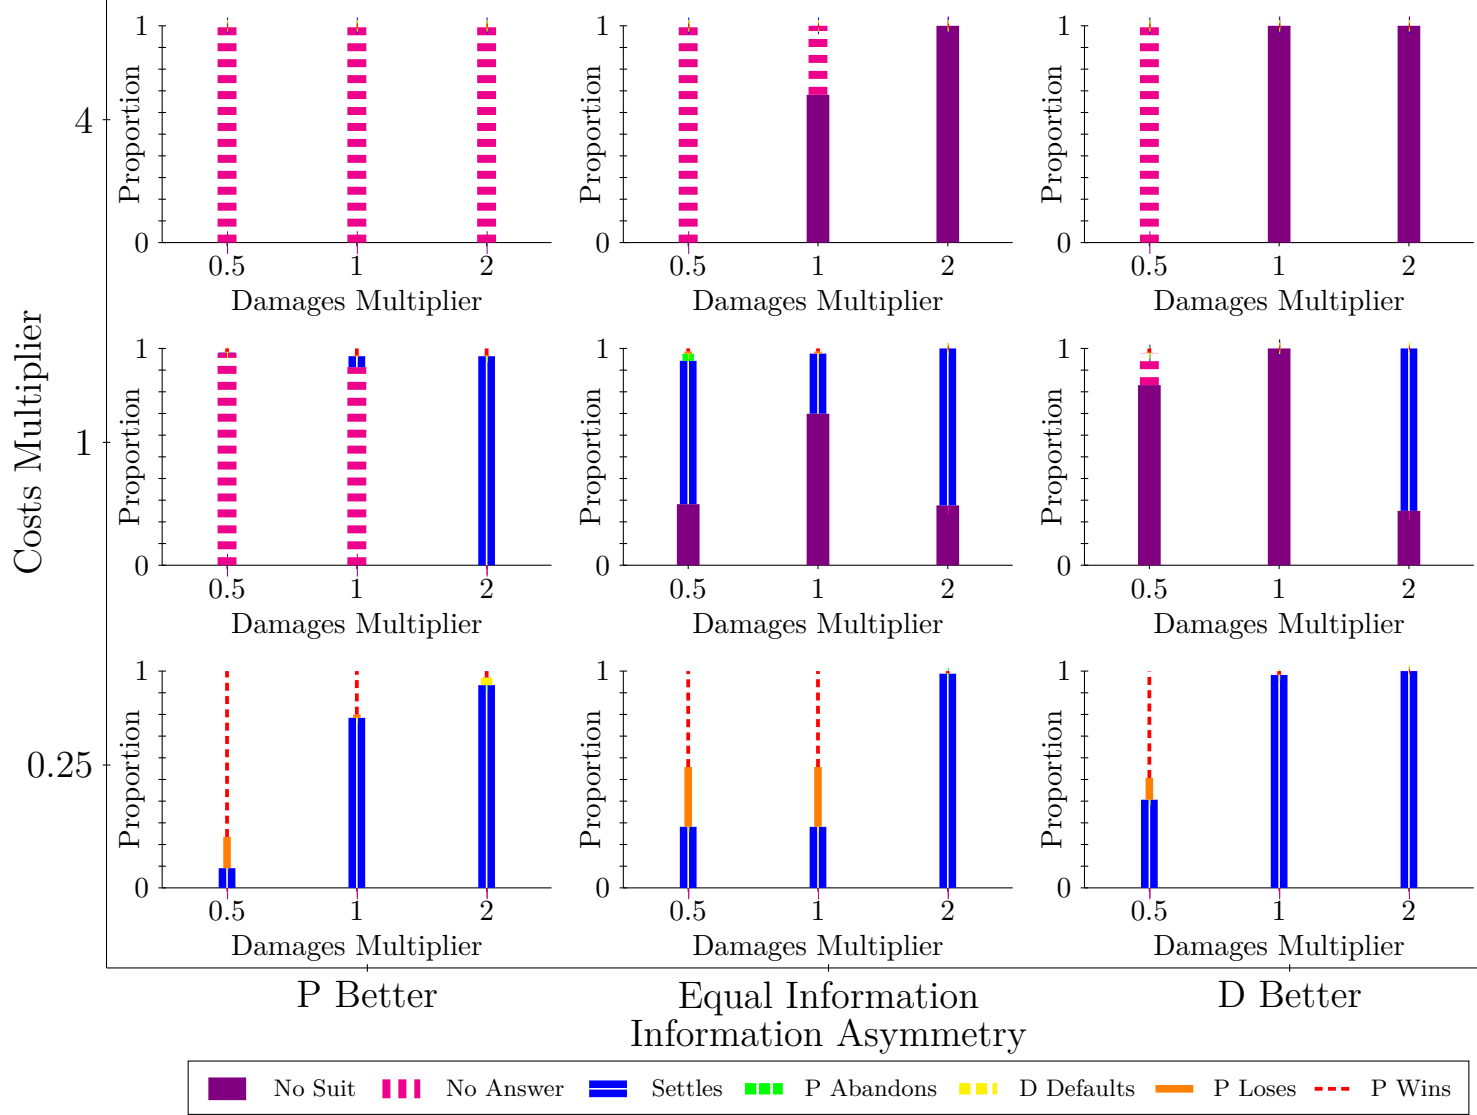 1
Proportion
0
0.5 1 2
Damages Multiplier
1
Proportion
0
0.5 1 2
Damages Multiplier
1
Proportion
0
0.5 1 2
Damages Multiplier
4
1
Proportion
0
0.5 1 2
Damages Multiplier
1
Proportion
0
0.5 1 2
Damages Multiplier
1
Proportion
0
0.5 1 2
Damages Multiplier
1
Costs Multiplier
1
Proportion
0
0.5 1 2
Damages Multiplier
1
Proportion
0
0.5 1 2
Damages Multiplier
1
Proportion
0
0.5 1 2
Damages Multiplier
0.25
P Better Equal Information D Better
Information Asymmetry
No Suit No Answer Settles P Abandons D Defaults P Loses P Wins